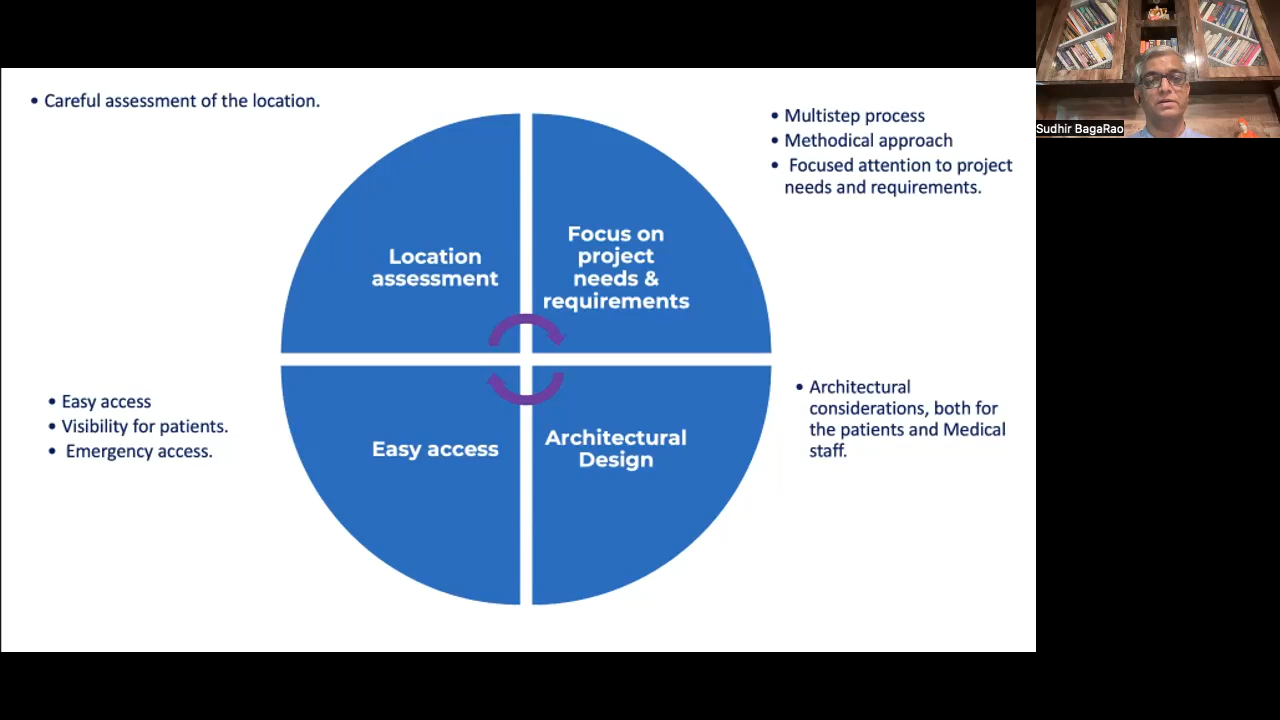 • Careful assessment of the location.
• Multistep process
• Methodical approach
• Focused attention to project
needs and requirements.
Location
assessment
Focus on
project
needs &
requirements
• Easy access
• Visibility for patients.
• Emergency access.
Easy access
Architectural
Design
• Architectural
considerations, both for
the patients and Medical
staff.
Sudhir BagaRao